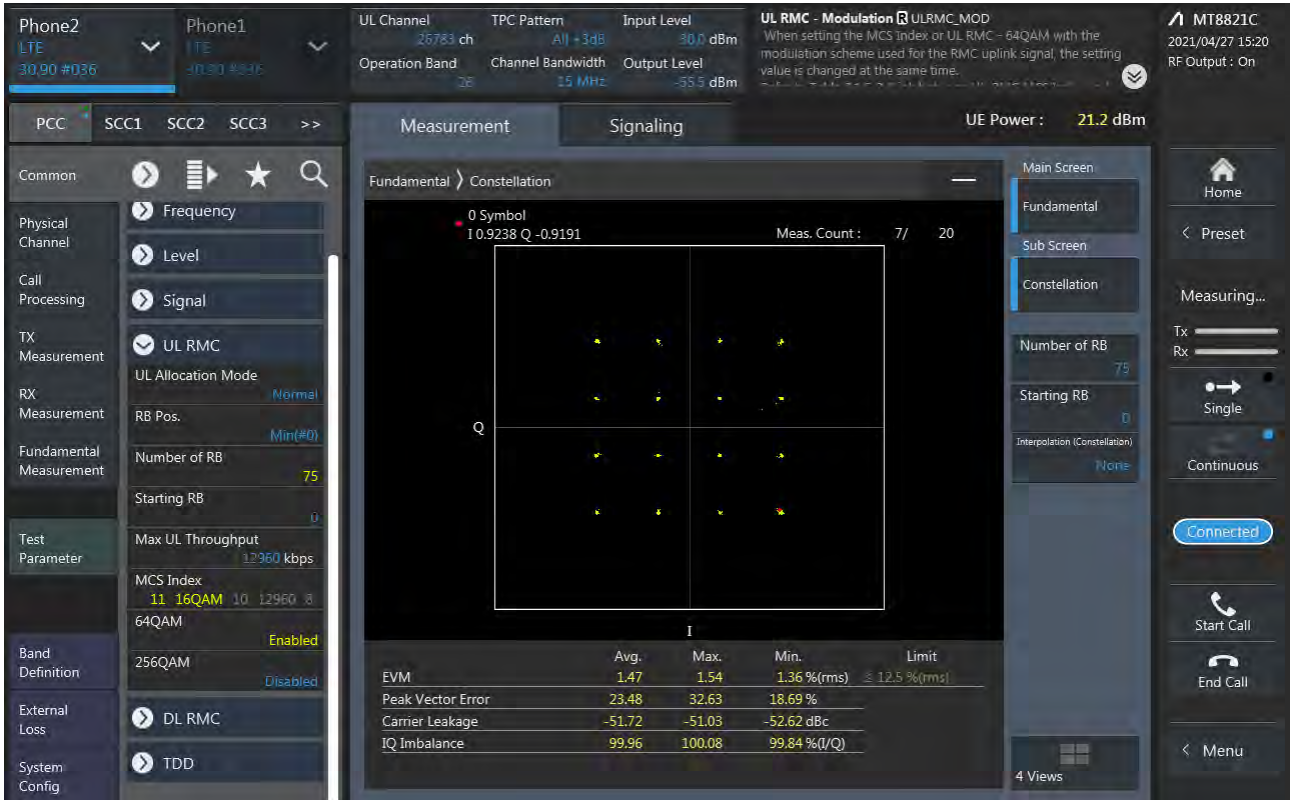 Phone2
LTE
30.90 #036
Phone1
LTE
30.90 #036
UL Channel
26783 ch
TPC Pattern
All +3dB
Input Level
30.0 dBm
Operation Band
26
Channel Bandwidth
15 MHz
Output Level
-55.5 dBm
UL RMC - Modulation R ULRMC_MOD
When setting the MCS Index or UL RMC - 64QAM with the
modulation scheme used for the RMC uplink signal, the setting
value is changed at the same time.
MT8821C
2021/04/27 15:20
RF Output : On
PCC SCC1 SCC2 SCC3 >>
Measurement
Signaling
UE Power : 21.2 dBm
Common
Physical
Channel
Call
Processing
TX
Measurement
RX
Measurement
Fundamental
Measurement
Test
Parameter
Band
Definition
External
Loss
System
Config
Frequency
Level
Signal
UL RMC
UL Allocation Mode
Normal
RB Pos.
Min(#0)
Number of RB
75
Starting RB
0
Max UL Throughput
12960 kbps
MCS Index
11 16QAM 10 12960 8
64QAM
Enabled
256QAM
Disabled
DL RMC
TDD
Fundamental 〉 Constellation
0 Symbol
I 0.9238 Q -0.9191
Meas. Count : 7/ 20
Q
I
Avg. Max. Min. Limit
EVM 1.47 1.54 1.36 %(rms) ≤ 12.5 %(rms)
Peak Vector Error 23.48 32.63 18.69 %
Carrier Leakage -51.72 -51.03 -52.62 dBc
IQ Imbalance 99.96 100.08 99.84 %(I/Q)
Main Screen
Fundamental
Sub Screen
Constellation
Number of RB
75
Starting RB
0
Interpolation (Constellation)
None
4 Views
Home
< Preset
Measuring...
Tx
Rx
Single
Continuous
Connected
Start Call
End Call
< Menu